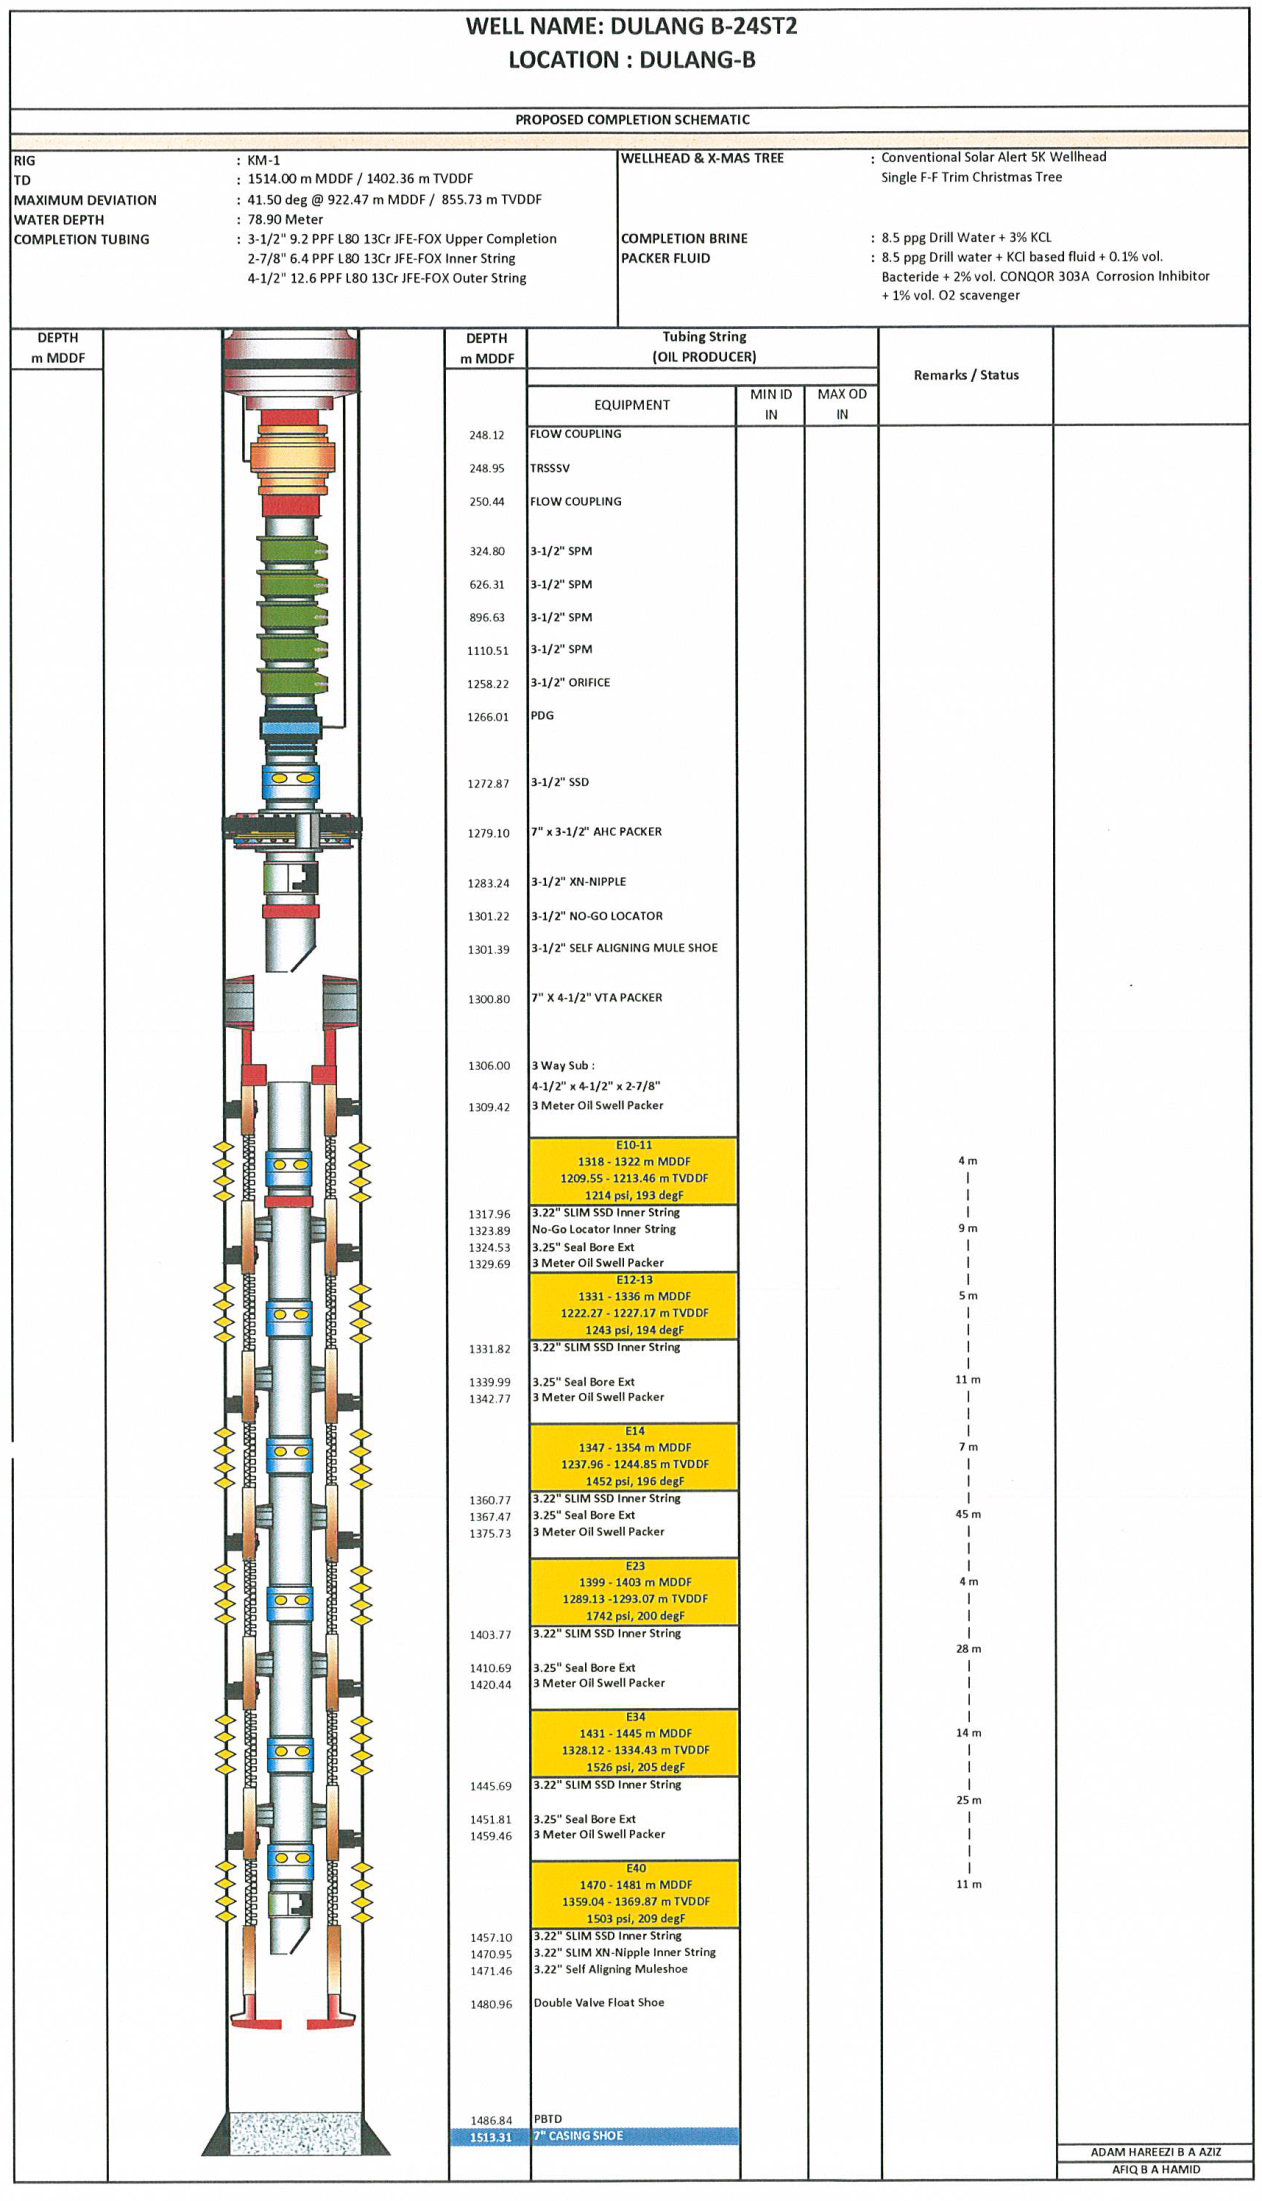 WELL NAME: DULANG B-24ST2
LOCATION : DULANG-B
PROPOSED COMPLETION SCHEMATIC
RIG : KM-1
TD : 1514.00 m MDDF / 1402.36 m TVDDF
MAXIMUM DEVIATION : 41.50 deg @ 922.47 m MDDF / 855.73 m TVDDF
WATER DEPTH : 78.90 Meter
COMPLETION TUBING : 3-1/2" 9.2 PPF L80 13Cr JFE-FOX Upper Completion
2-7/8" 6.4 PPF L80 13Cr JFE-FOX Inner String
4-1/2" 12.6 PPF L80 13Cr JFE-FOX Outer String
WELLHEAD & X-MAS TREE : Conventional Solar Alert 5K Wellhead
Single F-F Trim Christmas Tree
COMPLETION BRINE : 8.5 ppg Drill Water + 3% KCL
PACKER FLUID : 8.5 ppg Drill water + KCl based fluid + 0.1% vol.
Bacteride + 2% vol. CONQOR 303A Corrosion Inhibitor
+ 1% vol. O2 scavenger
DEPTH
m MDDF
DEPTH
m MDDF
Tubing String
(OIL PRODUCER)
Remarks / Status
EQUIPMENT
MIN ID
IN
MAX OD
IN
248.12 FLOW COUPLING
248.95 TRSSSV
250.44 FLOW COUPLING
324.80 3-1/2" SPM
626.31 3-1/2" SPM
896.63 3-1/2" SPM
1110.51 3-1/2" SPM
1258.22 3-1/2" ORIFICE
1266.01 PDG
1272.87 3-1/2" SSD
1279.10 7" x 3-1/2" AHC PACKER
1283.24 3-1/2" XN-NIPPLE
1301.22 3-1/2" NO-GO LOCATOR
1301.39 3-1/2" SELF ALIGNING MULE SHOE
1300.80 7" X 4-1/2" VTA PACKER
1306.00 3 Way Sub :
4-1/2" x 4-1/2" x 2-7/8"
1309.42 3 Meter Oil Swell Packer
E10-11
1318 - 1322 m MDDF 4 m
1209.55 - 1213.46 m TVDDF
1214 psi, 193 degF
1317.96 3.22" SLIM SSD Inner String
1323.89 No-Go Locator Inner String 9 m
1324.53 3.25" Seal Bore Ext
1329.69 3 Meter Oil Swell Packer
E12-13
1331 - 1336 m MDDF 5 m
1222.27 - 1227.17 m TVDDF
1243 psi, 194 degF
1331.82 3.22" SLIM SSD Inner String
1339.99 3.25" Seal Bore Ext 11 m
1342.77 3 Meter Oil Swell Packer
E14
1347 - 1354 m MDDF 7 m
1237.96 - 1244.85 m TVDDF
1452 psi, 196 degF
1360.77 3.22" SLIM SSD Inner String
1367.47 3.25" Seal Bore Ext 45 m
1375.73 3 Meter Oil Swell Packer
E23
1399 - 1403 m MDDF 4 m
1289.13 -1293.07 m TVDDF
1742 psi, 200 degF
1403.77 3.22" SLIM SSD Inner String
28 m
1410.69 3.25" Seal Bore Ext
1420.44 3 Meter Oil Swell Packer
E34
1431 - 1445 m MDDF 14 m
1328.12 - 1334.43 m TVDDF
1526 psi, 205 degF
1445.69 3.22" SLIM SSD Inner String
25 m
1451.81 3.25" Seal Bore Ext
1459.46 3 Meter Oil Swell Packer
E40
1470 - 1481 m MDDF 11 m
1359.04 - 1369.87 m TVDDF
1503 psi, 209 degF
1457.10 3.22" SLIM SSD Inner String
1470.95 3.22" SLIM XN-Nipple Inner String
1471.46 3.22" Self Aligning Muleshoe
1480.96 Double Valve Float Shoe
1486.84 PBTD
1513.31 7" CASING SHOE
ADAM HAREEZI B A AZIZ
AFIQ B A HAMID